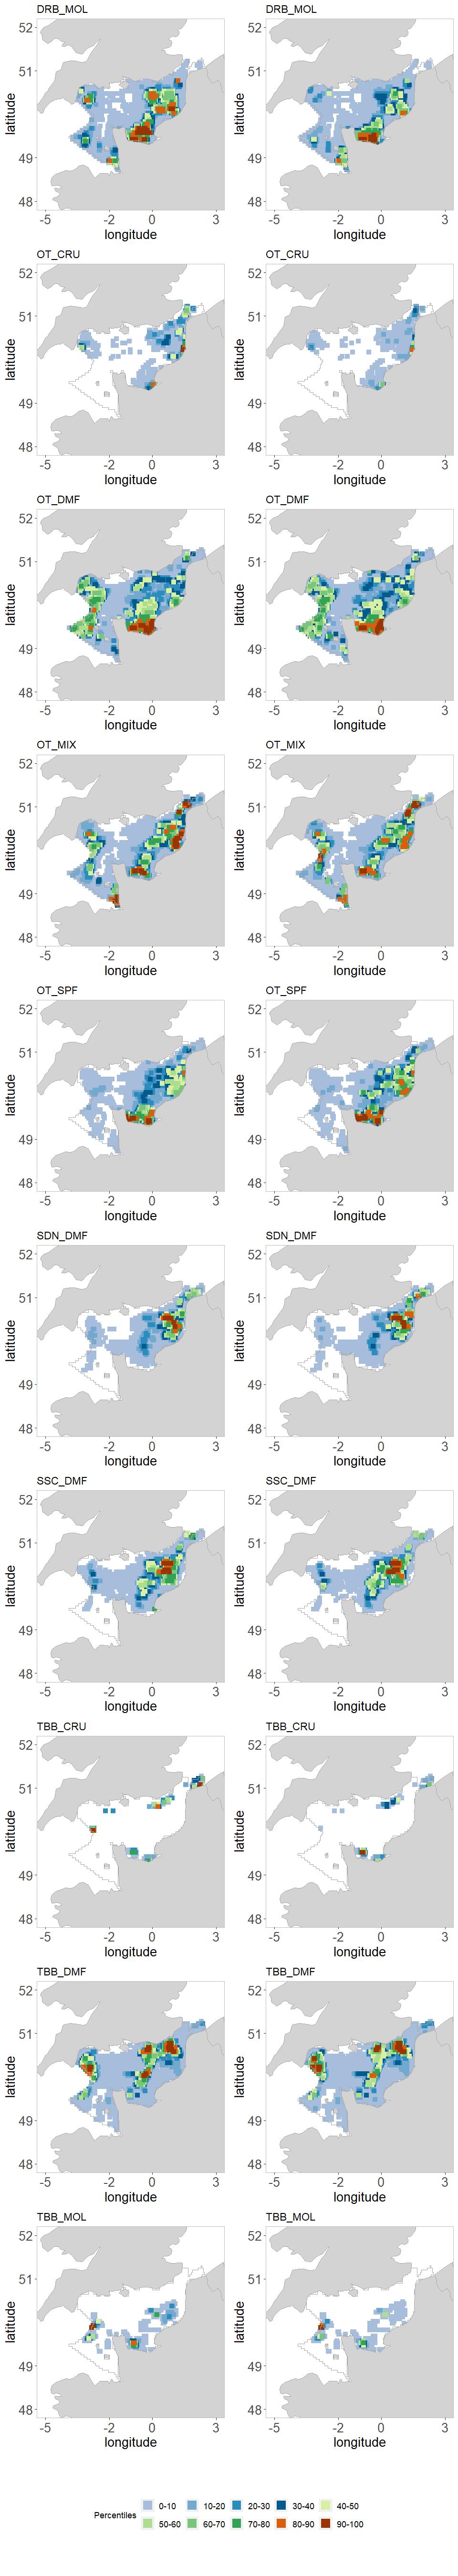 DRB_MOL DRB_MOL
52 52
51 51
latitude latitude
49 49
48 48
-5 -2 0 3 -5 -2 0 3
longitude longitude
OT_CRU OT_CRU
52 52
51 51
latitude latitude
49 49
48 48
-5 -2 0 3 -5 -2 0 3
longitude longitude
OT_DMF OT_DMF
52 52
51 51
latitude latitude
49 49
48 48
-5 -2 0 3 -5 -2 0 3
longitude longitude
OT_MIX OT_MIX
52 52
51 51
latitude latitude
49 49
48 48
-5 -2 0 3 -5 -2 0 3
longitude longitude
OT_SPF OT_SPF
52 52
51 51
latitude latitude
49 49
48 48
-5 -2 0 3 -5 -2 0 3
longitude longitude
SDN_DMF SDN_DMF
52 52
51 51
latitude latitude
49 49
48 48
-5 -2 0 3 -5 -2 0 3
longitude longitude
SSC_DMF SSC_DMF
52 52
51 51
latitude latitude
49 49
48 48
-5 -2 0 3 -5 -2 0 3
longitude longitude
TBB_CRU TBB_CRU
52 52
51 51
latitude latitude
49 49
48 48
-5 -2 0 3 -5 -2 0 3
longitude longitude
TBB_DMF TBB_DMF
52 52
51 51
latitude latitude
49 49
48 48
-5 -2 0 3 -5 -2 0 3
longitude longitude
TBB_MOL TBB_MOL
52 52
51 51
latitude latitude
49 49
48 48
-5 -2 0 3 -5 -2 0 3
longitude longitude
Percentiles
0-10 10-20 20-30 30-40 40-50
50-60 60-70 70-80 80-90 90-100